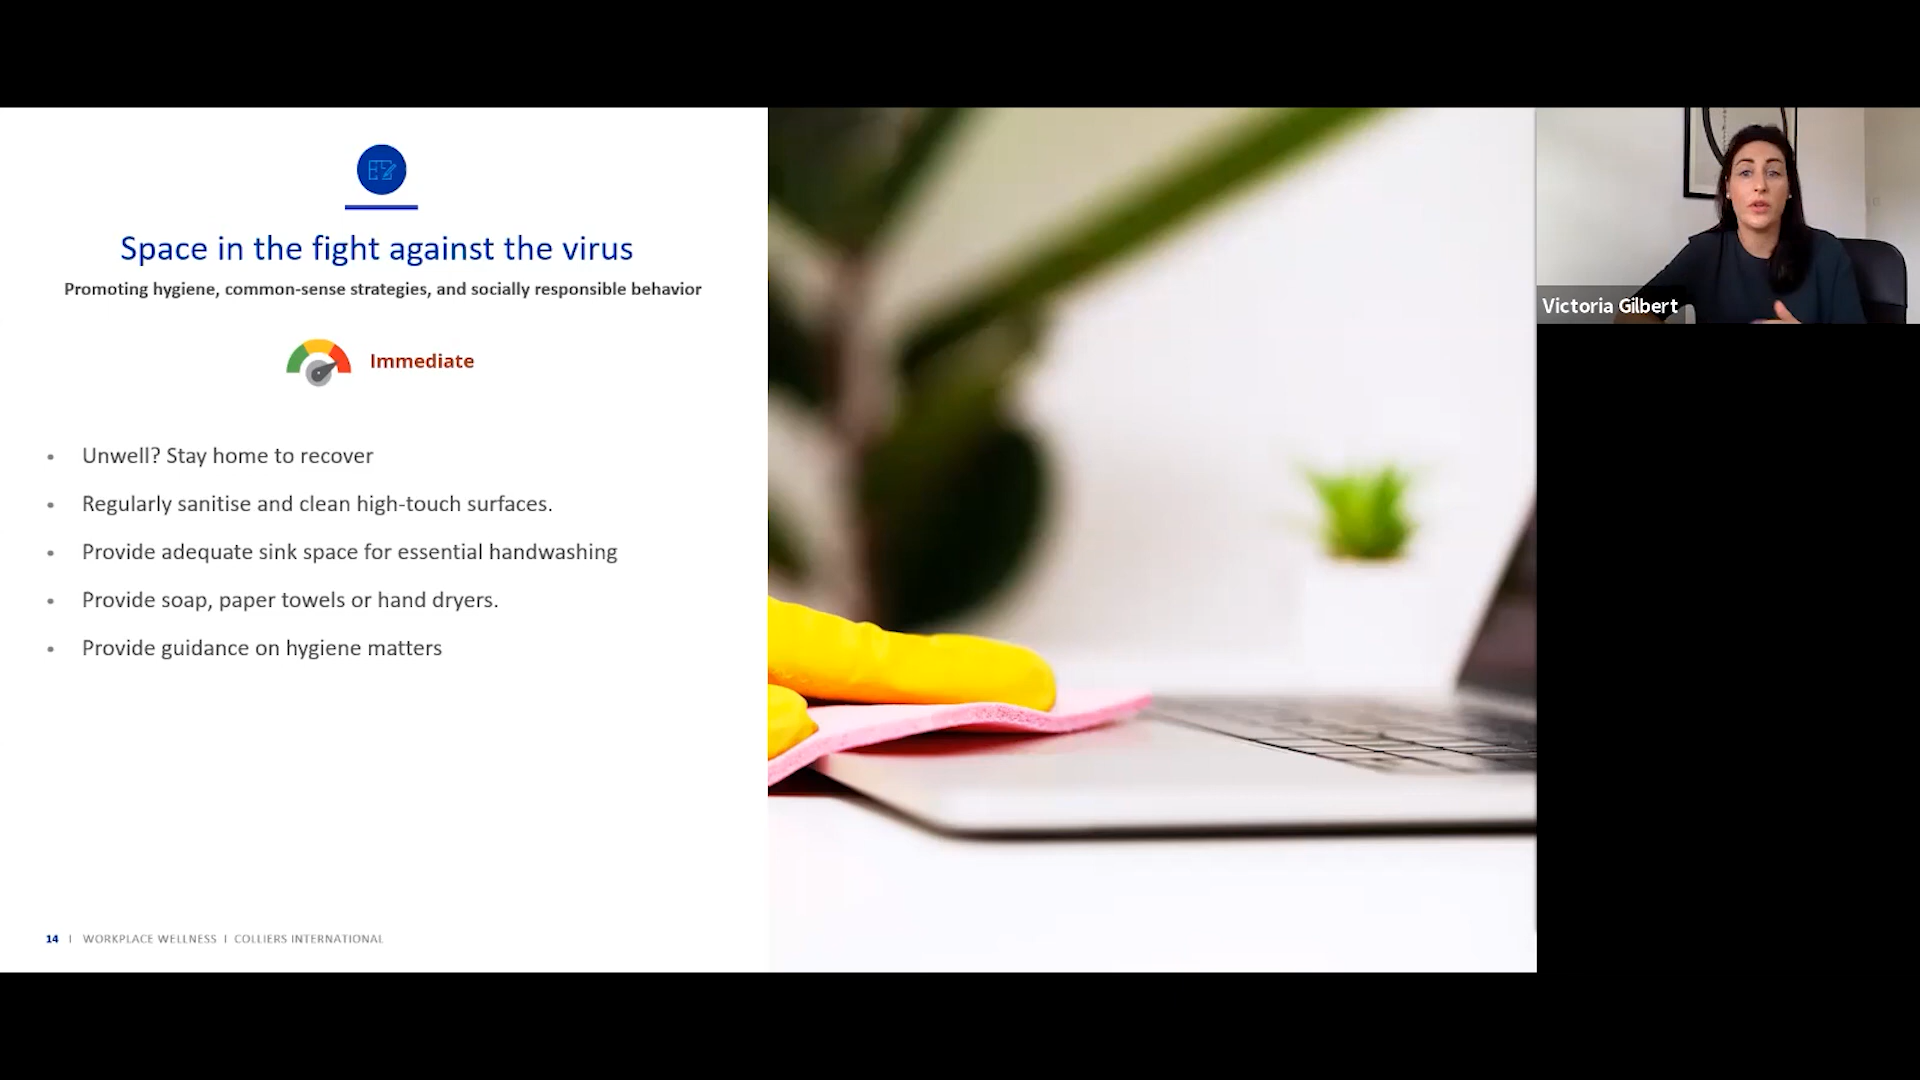 Space in the fight against the virus
Promoting hygiene, common-sense strategies, and socially responsible behavior
Immediate
• Unwell? Stay home to recover
• Regularly sanitise and clean high-touch surfaces.
• Provide adequate sink space for essential handwashing
• Provide soap, paper towels or hand dryers.
• Provide guidance on hygiene matters
14 | WORKPLACE WELLNESS | COLLIERS INTERNATIONAL
Victoria Gilbert